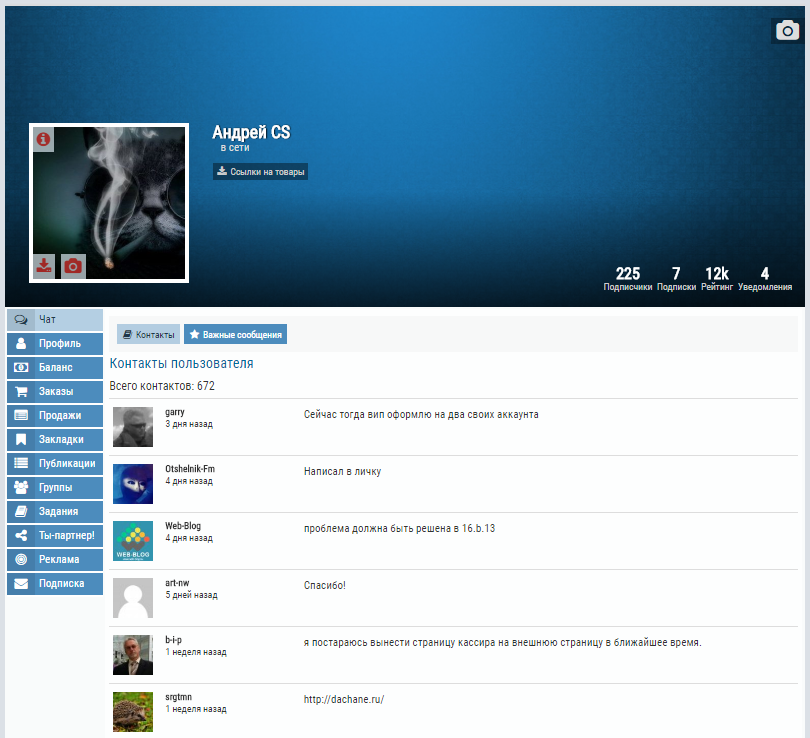 Андрей CS
в сети
Ссылки на товары
225 7 12k 4
Подписчики Подписки Рейтинг Уведомления
Чат
Профиль
Баланс
Заказы
Продажи
Закладки
Публикации
Группы
Задания
Ты-партнер!
Реклама
Подписка
Контакты Важные сообщения
Контакты пользователя
Всего контактов: 672
garry
3 дня назад
Сейчас тогда вип оформлю на два своих аккаунта
Otshelnik-Fm
4 дня назад
Написал в личку
WEB-BLOG
Web-Blog
4 дня назад
проблема должна быть решена в 16.b.13
art-nw
5 дней назад
Спасибо!
b-i-p
1 неделя назад
я постараюсь вынести страницу кассира на внешнюю страницу в ближайшее время.
srgtmn
1 неделя назад
http://dachane.ru/